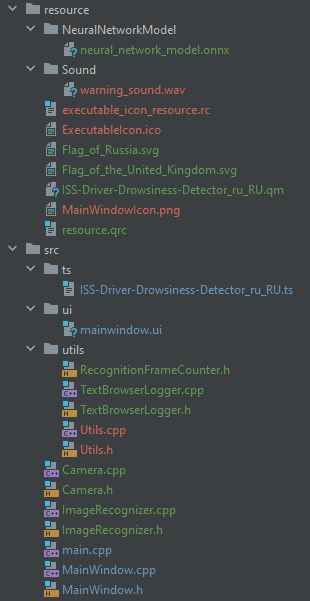 resource
NeuralNetworkModel
neural_network_model.onnx
Sound
warning_sound.wav
executable_icon_resource.rc
ExecutableIcon.ico
Flag_of_Russia.svg
Flag_of_the_United_Kingdom.svg
ISS-Driver-Drowsiness-Detector_ru_RU.qm
MainWindowIcon.png
resource.qrc
src
ts
ISS-Driver-Drowsiness-Detector_ru_RU.ts
ui
mainwindow.ui
utils
RecognitionFrameCounter.h
TextBrowserLogger.cpp
TextBrowserLogger.h
Utils.cpp
Utils.h
Camera.cpp
Camera.h
ImageRecognizer.cpp
ImageRecognizer.h
main.cpp
MainWindow.cpp
MainWindow.h